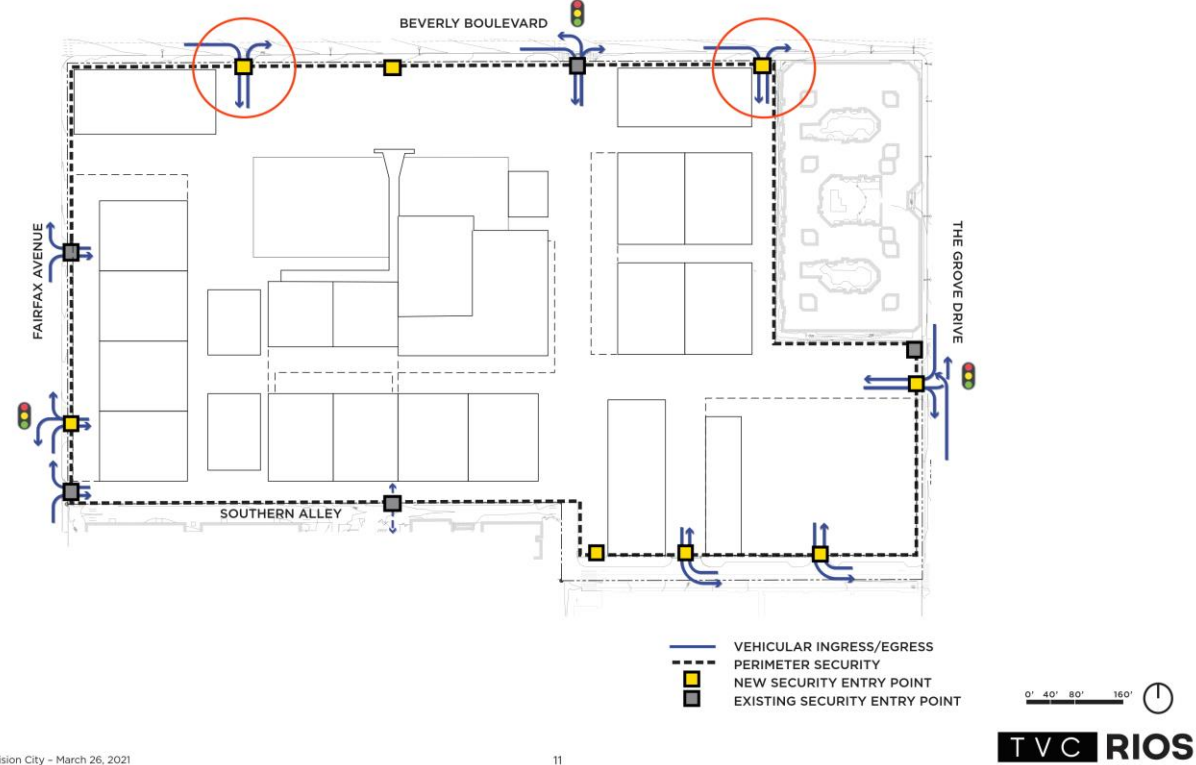 BEVERLY BOULEVARD
FAIRFAX AVENUE
THE GROVE DRIVE
SOUTHERN ALLEY
VEHICULAR INGRESS/EGRESS
PERIMETER SECURITY
NEW SECURITY ENTRY POINT
EXISTING SECURITY ENTRY POINT
0' 40' 80' 160'
TVC RIOS
ision City – March 26, 2021
11